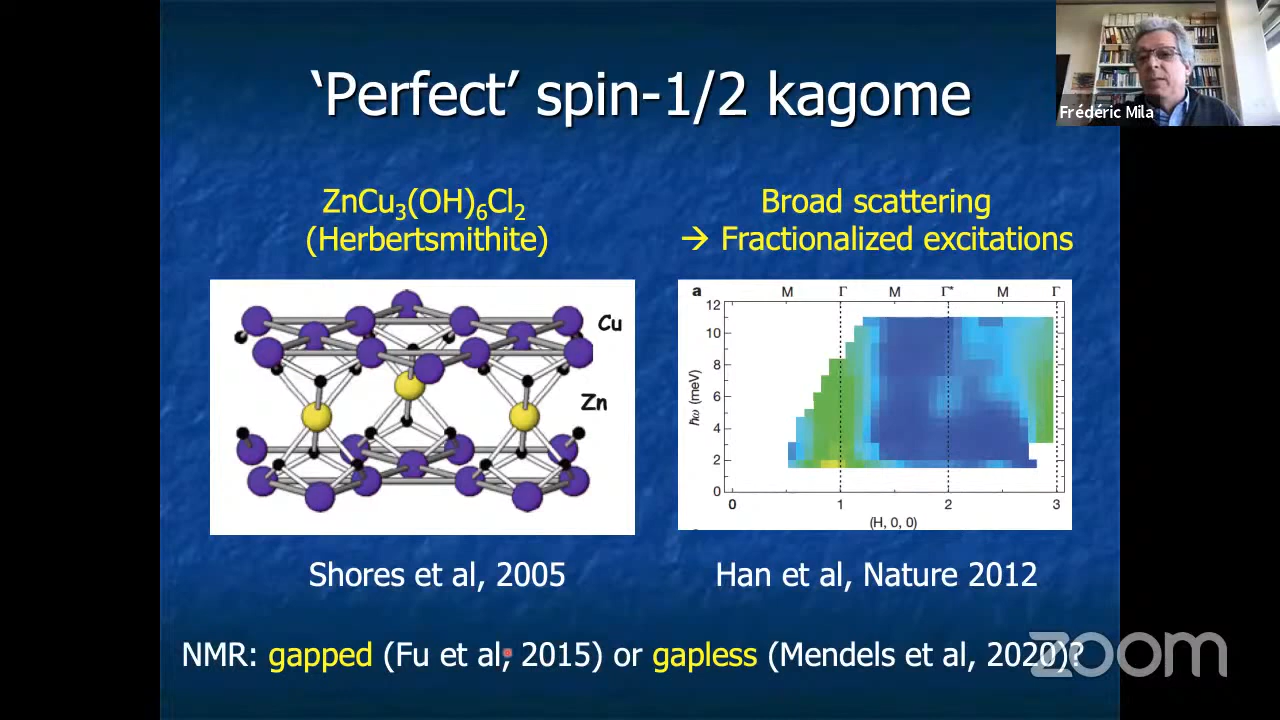 ‘Perfect’ spin-1/2 kagome
Frédéric Mila
ZnCu₃(OH)₆Cl₂
(Herbertsmithite)
Broad scattering
→ Fractionalized excitations
Cu
Zn
a
M Γ M Γ* M Γ
12
10
8
6
4
2
0
ħω (meV)
0 1 2 3
(H, 0, 0)
Shores et al, 2005
Han et al, Nature 2012
NMR: gapped (Fu et al, 2015) or gapless (Mendels et al, 2020)?
zoom